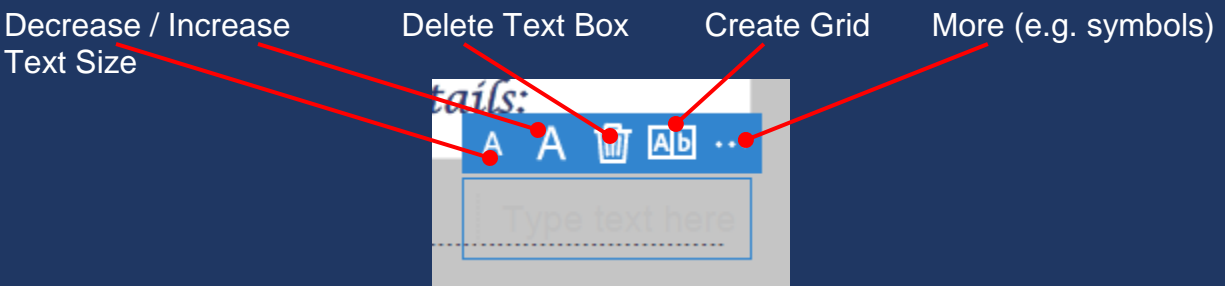 Decrease / Increase Delete Text Box Create Grid More (e.g. symbols)
Text Size
tails:
A A Ab ...
Type text here